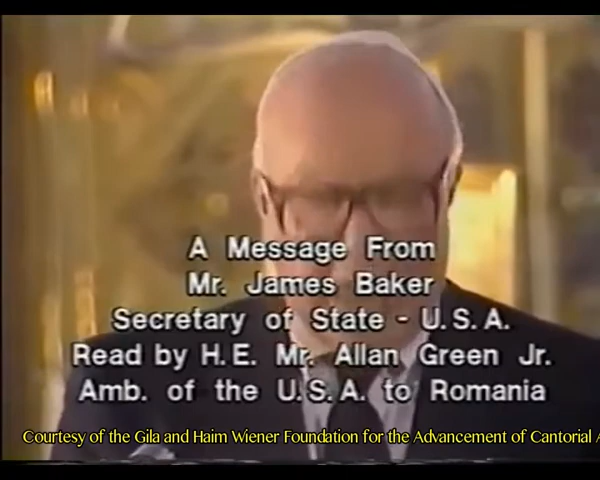 A Message From
Mr. James Baker
Secretary of State - U.S.A.
Read by H.E. Mr. Allan Green Jr.
Amb. of the U.S.A. to Romania
Courtesy of the Gila and Haim Wiener Foundation for the Advancement of Cantorial A